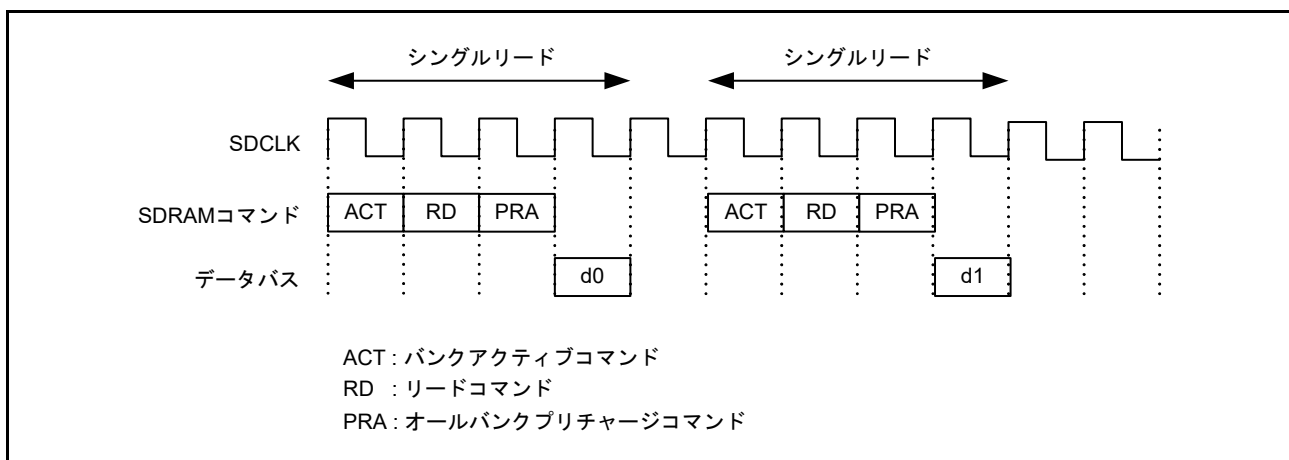 シングルリード シングルリード
SDCLK
SDRAMコマンド ACT RD PRA ACT RD PRA
データバス d0 d1
ACT : バンクアクティブコマンド
RD : リードコマンド
PRA : オールバンクプリチャージコマンド